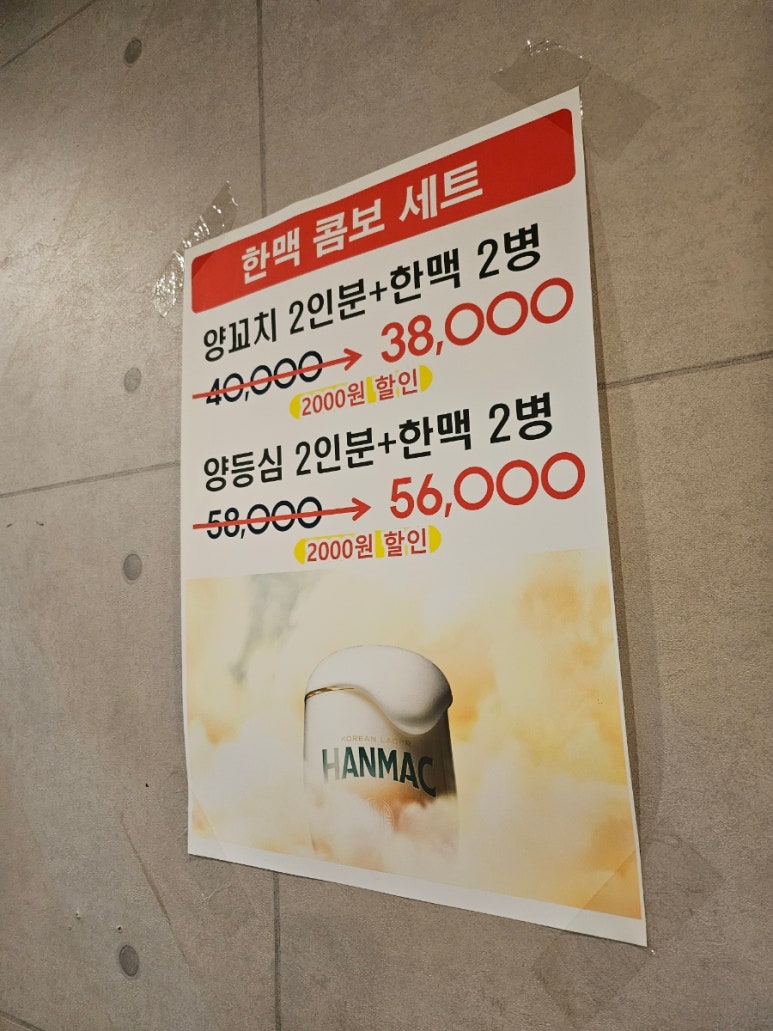 한맥 콤보 세트
양꼬치 2인분+한맥 2병
40,000 → 38,000
2000원 할인
양등심 2인분+한맥 2병
58,000 → 56,000
2000원 할인
KOREAN LAGER
HANMAC